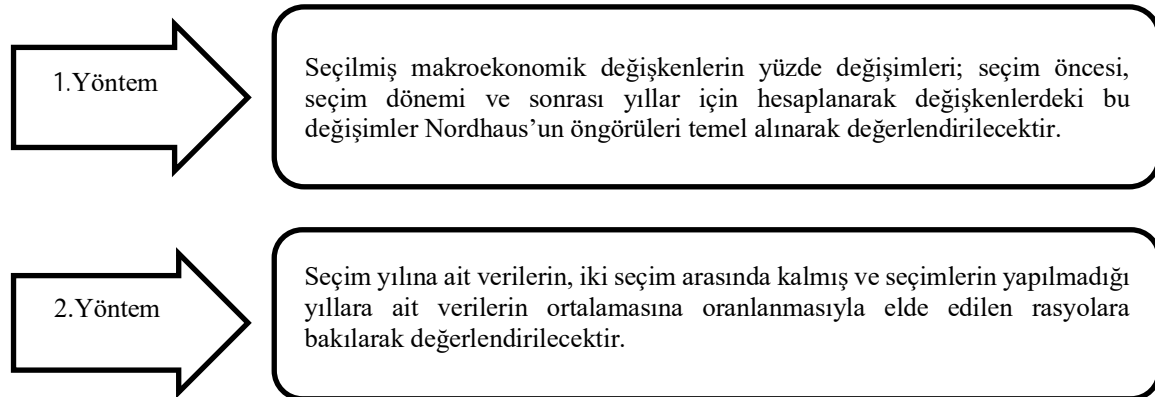 1.Yöntem
Seçilmiş makroekonomik değişkenlerin yüzde değişimleri; seçim öncesi,
seçim dönemi ve sonrası yıllar için hesaplanarak değişkenlerdeki bu
değişimler Nordhaus’un öngörüleri temel alınarak değerlendirilecektir.
2.Yöntem
Seçim yılına ait verilerin, iki seçim arasında kalmış ve seçimlerin yapılmadığı
yıllara ait verilerin ortalamasına oranlanmasıyla elde edilen rasyolara
bakılarak değerlendirilecektir.